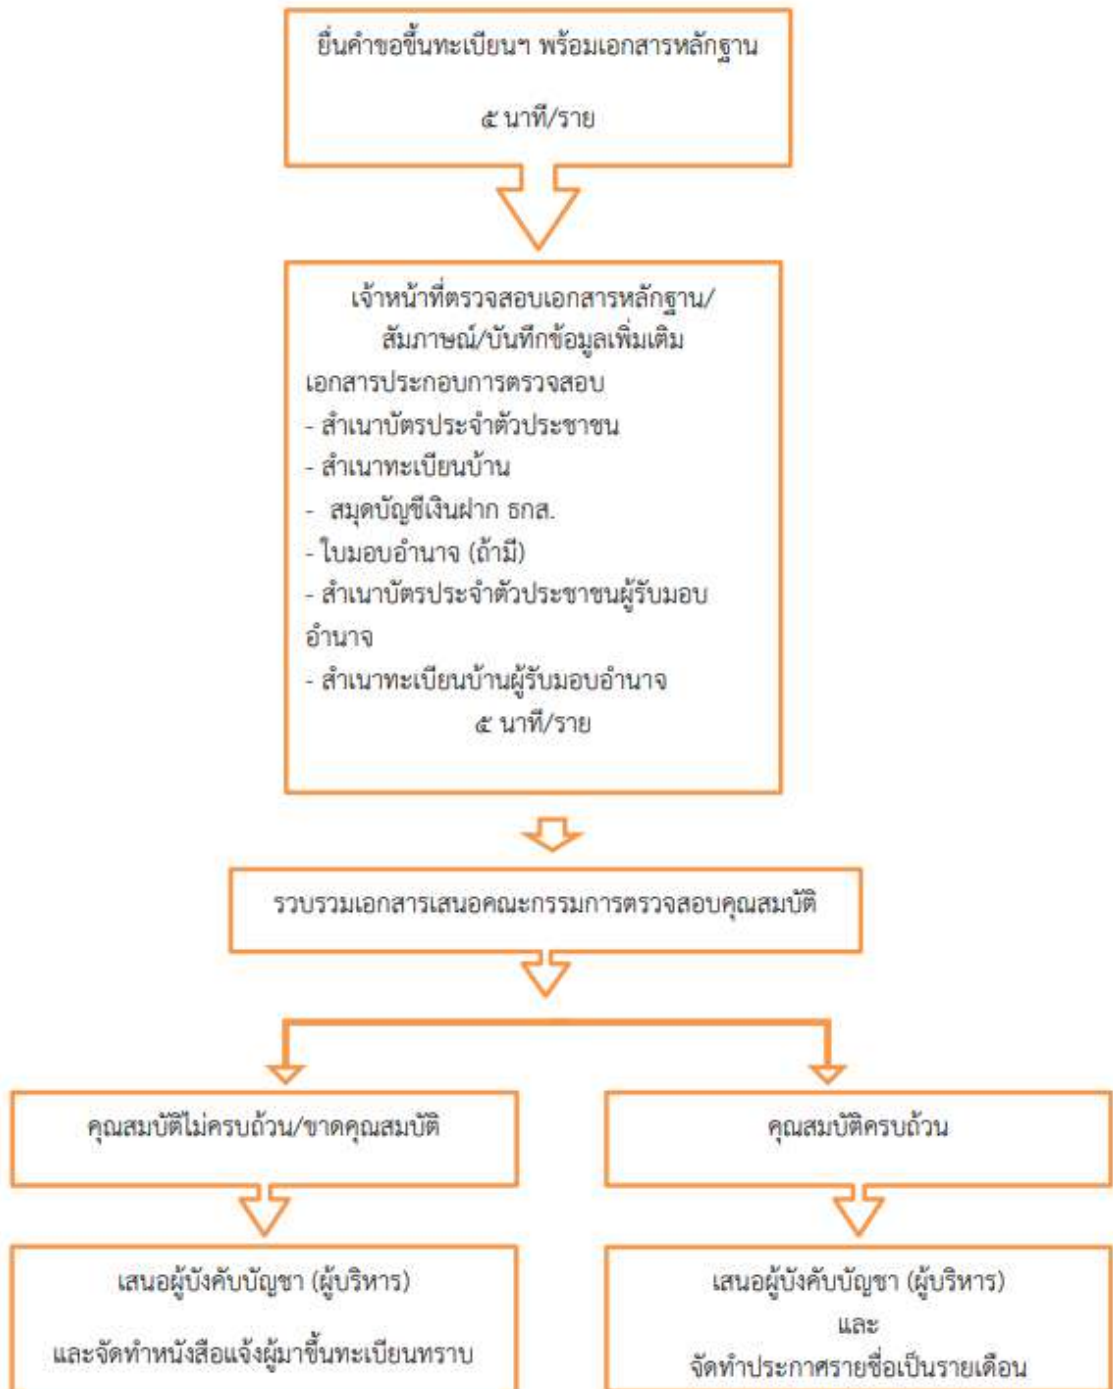 ยื่นคำขอขึ้นทะเบียนฯ พร้อมเอกสารหลักฐาน
๕ นาที/ราย
เจ้าหน้าที่ตรวจสอบเอกสารหลักฐาน/
สัมภาษณ์/บันทึกข้อมูลเพิ่มเติม
เอกสารประกอบการตรวจสอบ
- สำเนาบัตรประจำตัวประชาชน
- สำเนาทะเบียนบ้าน
- สมุดบัญชีเงินฝาก ธกส.
- ใบมอบอำนาจ (ถ้ามี)
- สำเนาบัตรประจำตัวประชาชนผู้รับมอบ
อำนาจ
- สำเนาทะเบียนบ้านผู้รับมอบอำนาจ
๕ นาที/ราย
รวบรวมเอกสารเสนอคณะกรรมการตรวจสอบคุณสมบัติ
คุณสมบัติไม่ครบถ้วน/ขาดคุณสมบัติ
คุณสมบัติครบถ้วน
เสนอผู้บังคับบัญชา (ผู้บริหาร)
และจัดทำหนังสือแจ้งผู้มาขึ้นทะเบียนทราบ
เสนอผู้บังคับบัญชา (ผู้บริหาร)
และ
จัดทำประกาศรายชื่อเป็นรายเดือน